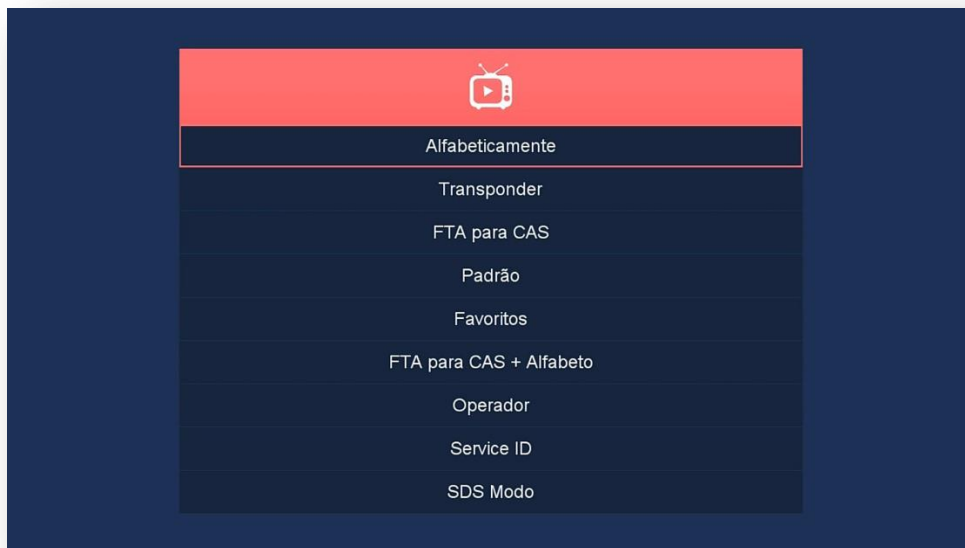 Alfabeticamente
Transponder
FTA para CAS
Padrão
Favoritos
FTA para CAS + Alfabeto
Operador
Service ID
SDS Modo